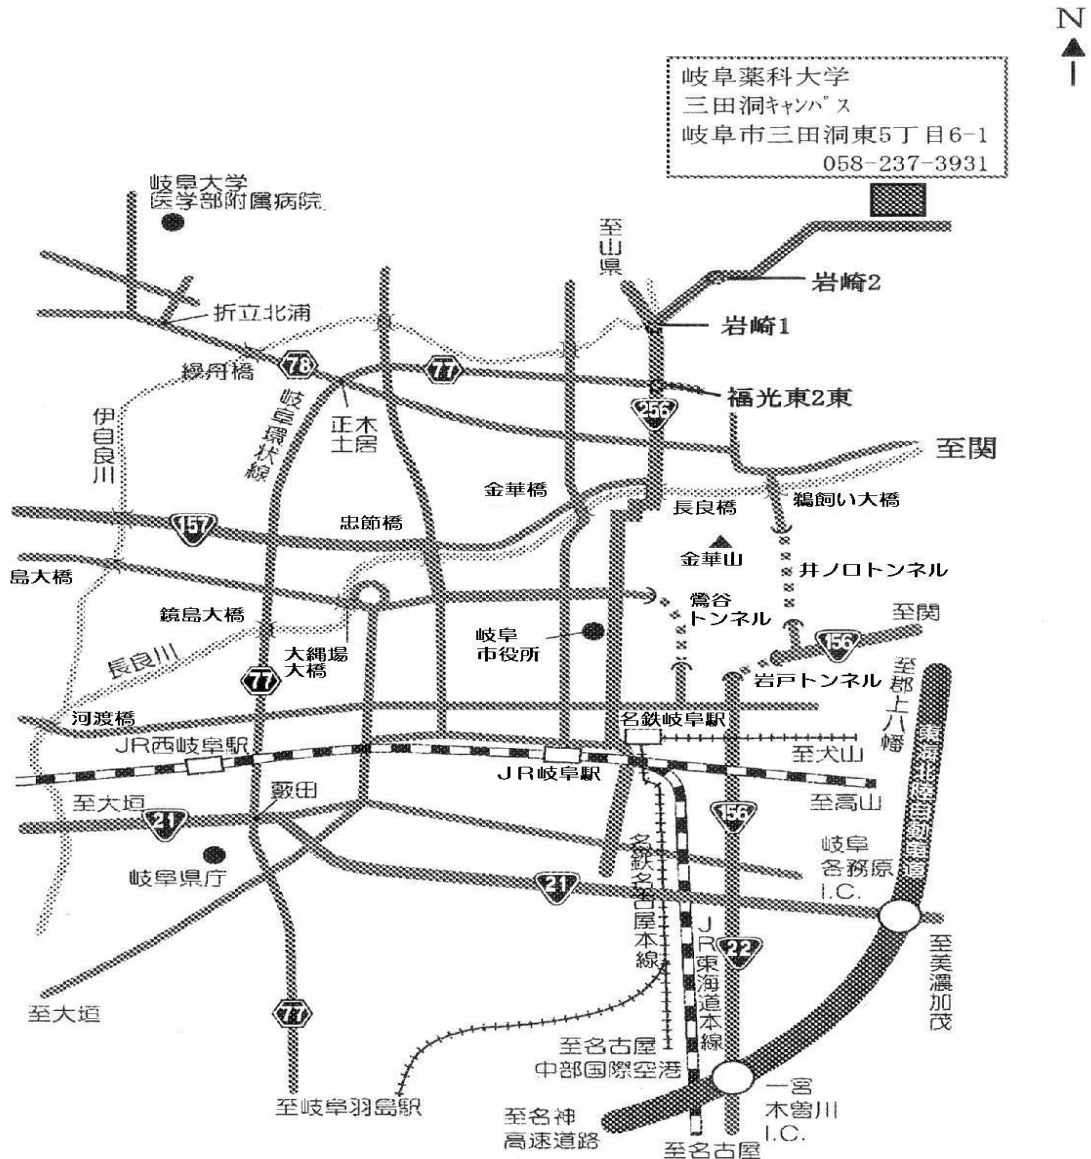 N
岐阜薬科大学
三田洞ｷｬﾝﾊﾟｽ
岐阜市三田洞東5丁目6-1
058-237-3931
岐阜大学
医学部附属病院
至山県
岩崎2
折立北浦
岩崎1
繰舟橋
78
77
福光東2東
256
伊自良川
岐阜環状線
正木
土居
至関
金華橋
長良橋
鵜飼い大橋
157
忠節橋
金華山
島大橋
井ノ口トンネル
鏡島大橋
鶯谷
トンネル
至関
岐阜
市役所
156
長良川
大縄場
大橋
77
岩戸トンネル
至郡上八幡
河渡橋
名鉄岐阜駅
JR西岐阜駅
至犬山
JR岐阜駅
東海北陸自動車道
至大垣
藪田
至高山
21
156
岐阜
各務原
I.C.
岐阜県庁
21
名鉄名古屋本線
JR東海道本線
22
至美濃加茂
至大垣
77
至名古屋
中部国際空港
一宮
木曽川
I.C.
至岐阜羽島駅
至名神
高速道路
至名古屋